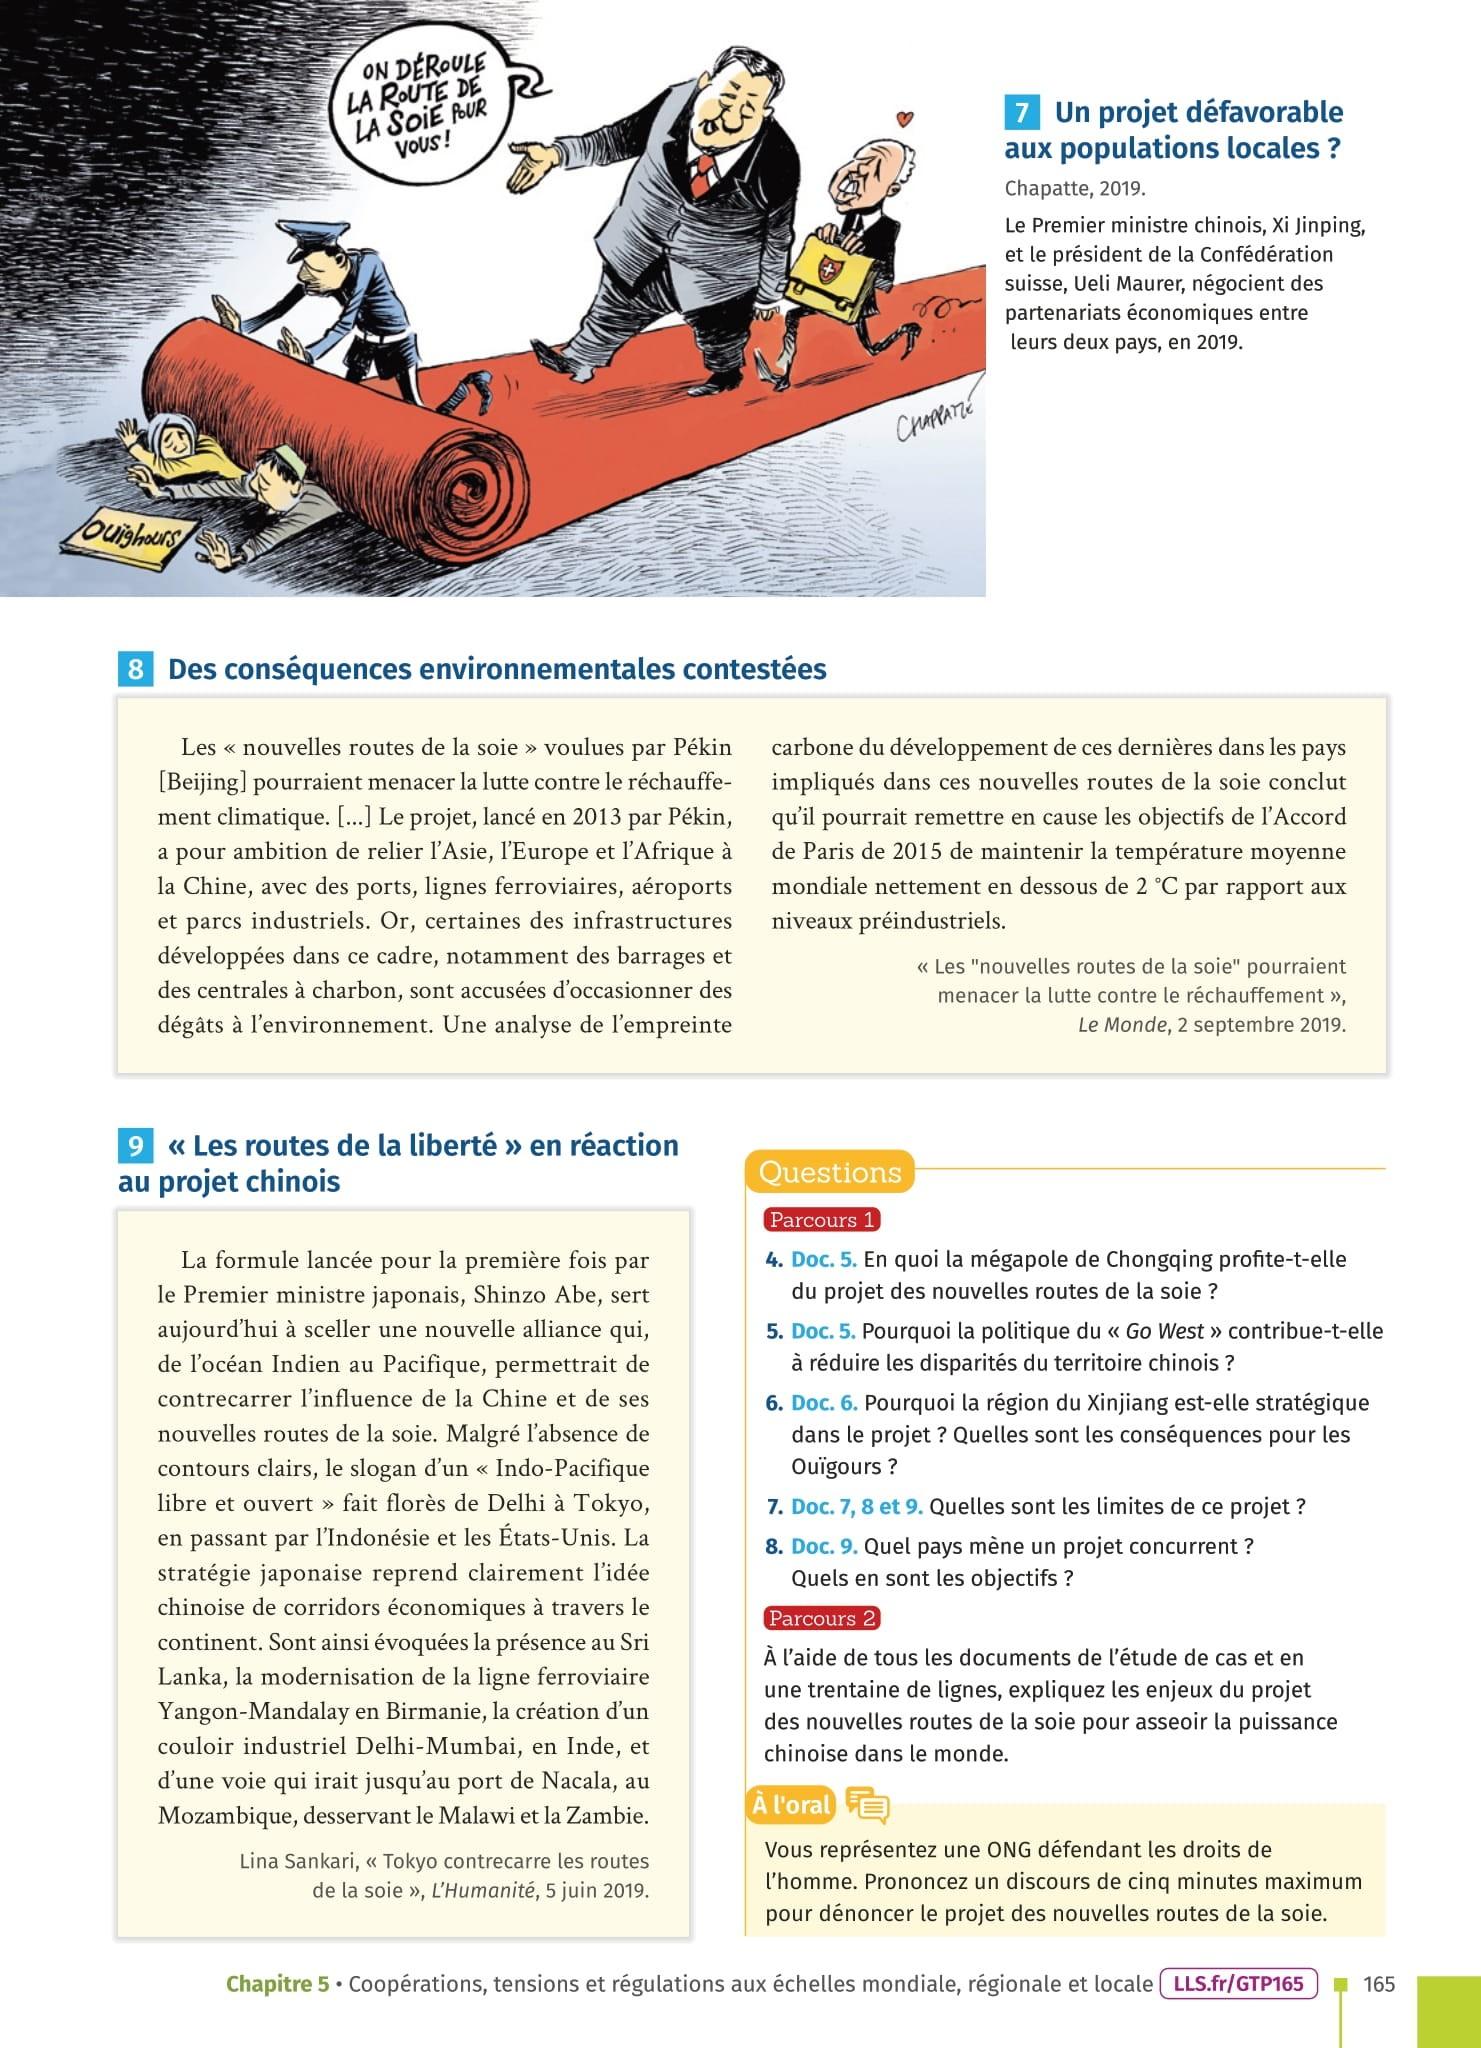 ON DÉROULE
LA ROUTE DE
LA SOIE POUR
VOUS !
OUïghOURS
CHAPPATTE
7 Un projet défavorable
aux populations locales ?
Chapatte, 2019.
Le Premier ministre chinois, Xi Jinping,
et le président de la Confédération
suisse, Ueli Maurer, négocient des
partenariats économiques entre
leurs deux pays, en 2019.
8 Des conséquences environnementales contestées
Les « nouvelles routes de la soie » voulues par Pékin
[Beijing] pourraient menacer la lutte contre le réchauffe-
ment climatique. [...] Le projet, lancé en 2013 par Pékin,
a pour ambition de relier l'Asie, l'Europe et l'Afrique à
la Chine, avec des ports, lignes ferroviaires, aéroports
et parcs industriels. Or, certaines des infrastructures
développées dans ce cadre, notamment des barrages et
des centrales à charbon, sont accusées d'occasionner des
dégâts à l'environnement. Une analyse de l'empreinte
carbone du développement de ces dernières dans les pays
impliqués dans ces nouvelles routes de la soie conclut
qu'il pourrait remettre en cause les objectifs de l'Accord
de Paris de 2015 de maintenir la température moyenne
mondiale nettement en dessous de 2 °C par rapport aux
niveaux préindustriels.
« Les "nouvelles routes de la soie" pourraient
menacer la lutte contre le réchauffement »,
Le Monde, 2 septembre 2019.
9 « Les routes de la liberté » en réaction
au projet chinois
La formule lancée pour la première fois par
le Premier ministre japonais, Shinzo Abe, sert
aujourd'hui à sceller une nouvelle alliance qui,
de l'océan Indien au Pacifique, permettrait de
contrecarrer l'influence de la Chine et de ses
nouvelles routes de la soie. Malgré l'absence de
contours clairs, le slogan d'un « Indo-Pacifique
libre et ouvert » fait florès de Delhi à Tokyo,
en passant par l'Indonésie et les États-Unis. La
stratégie japonaise reprend clairement l'idée
chinoise de corridors économiques à travers le
continent. Sont ainsi évoquées la présence au Sri
Lanka, la modernisation de la ligne ferroviaire
Yangon-Mandalay en Birmanie, la création d'un
couloir industriel Delhi-Mumbai, en Inde, et
d'une voie qui irait jusqu'au port de Nacala, au
Mozambique, desservant le Malawi et la Zambie.
Lina Sankari, « Tokyo contrecarre les routes
de la soie », L'Humanité, 5 juin 2019.
Questions
Parcours 1
4. Doc. 5. En quoi la mégapole de Chongqing profite-t-elle
du projet des nouvelles routes de la soie ?
5. Doc. 5. Pourquoi la politique du « Go West » contribue-t-elle
à réduire les disparités du territoire chinois ?
6. Doc. 6. Pourquoi la région du Xinjiang est-elle stratégique
dans le projet ? Quelles sont les conséquences pour les
Ouïgours ?
7. Doc. 7, 8 et 9. Quelles sont les limites de ce projet ?
8. Doc. 9. Quel pays mène un projet concurrent ?
Quels en sont les objectifs ?
Parcours 2
À l'aide de tous les documents de l'étude de cas et en
une trentaine de lignes, expliquez les enjeux du projet
des nouvelles routes de la soie pour asseoir la puissance
chinoise dans le monde.
À l'oral
Vous représentez une ONG défendant les droits de
l'homme. Prononcez un discours de cinq minutes maximum
pour dénoncer le projet des nouvelles routes de la soie.
Chapitre 5 • Coopérations, tensions et régulations aux échelles mondiale, régionale et locale LLS.fr/GTP165 165